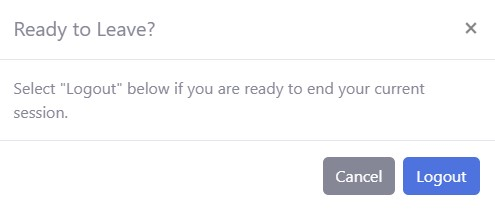 Ready to Leave?
×
Select "Logout" below if you are ready to end your current
session.
Cancel
Logout